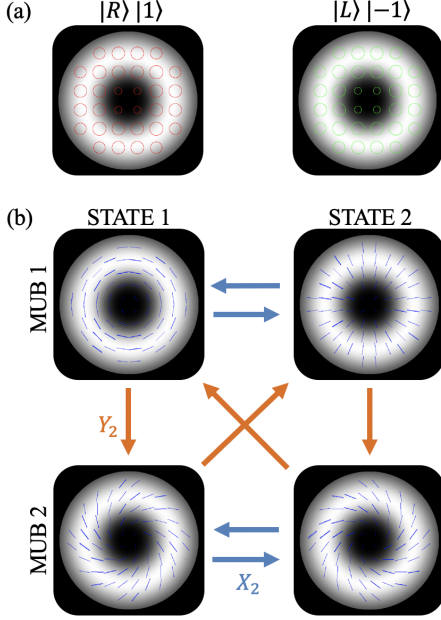 (a) |R⟩ |1⟩ |L⟩ |−1⟩
(b) STATE 1 STATE 2
MUB 1
Y₂
MUB 2
X₂